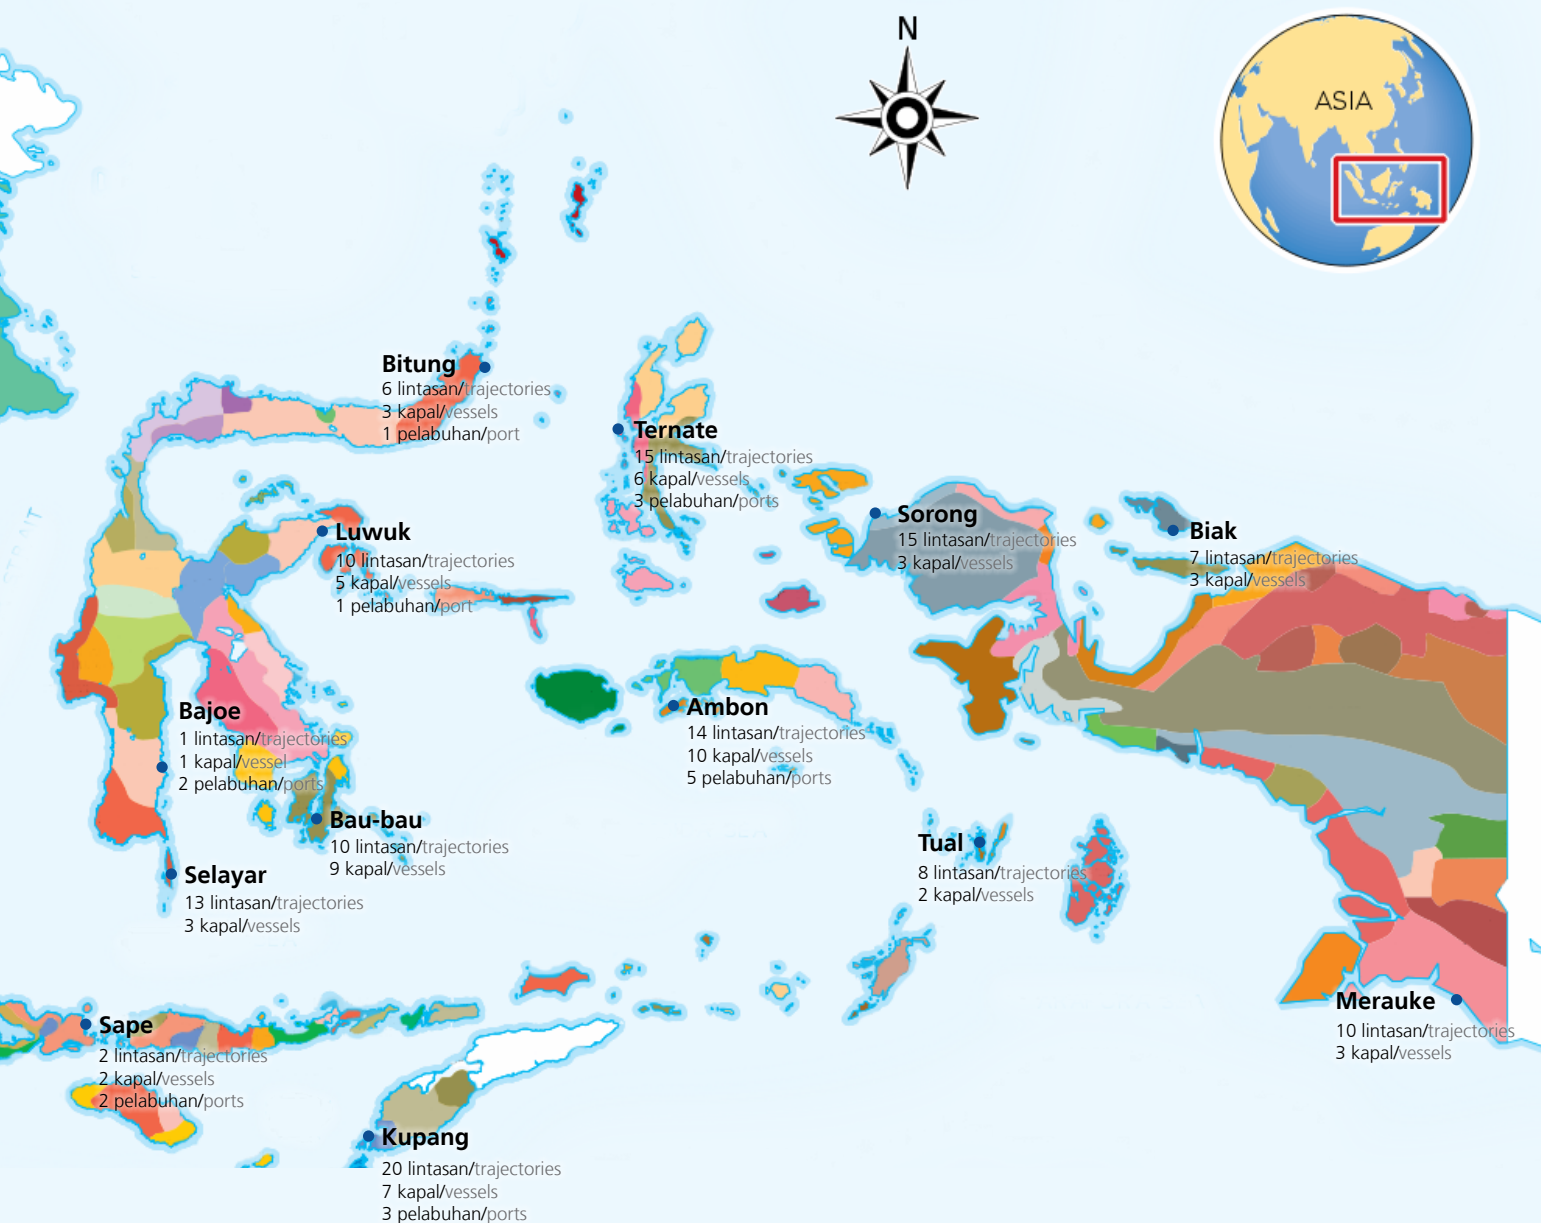 N
ASIA
Bitung
6 lintasan/trajectories
3 kapal/vessels
1 pelabuhan/port
Ternate
15 lintasan/trajectories
6 kapal/vessels
3 pelabuhan/ports
Luwuk
10 lintasan/trajectories
5 kapal/vessels
1 pelabuhan/port
Sorong
15 lintasan/trajectories
3 kapal/vessels
Biak
7 lintasan/trajectories
3 kapal/vessels
Bajoe
1 lintasan/trajectories
1 kapal/vessel
2 pelabuhan/ports
Ambon
14 lintasan/trajectories
10 kapal/vessels
5 pelabuhan/ports
Bau-bau
10 lintasan/trajectories
9 kapal/vessels
Tual
8 lintasan/trajectories
2 kapal/vessels
Selayar
13 lintasan/trajectories
3 kapal/vessels
Merauke
10 lintasan/trajectories
3 kapal/vessels
Sape
2 lintasan/trajectories
2 kapal/vessels
2 pelabuhan/ports
Kupang
20 lintasan/trajectories
7 kapal/vessels
3 pelabuhan/ports